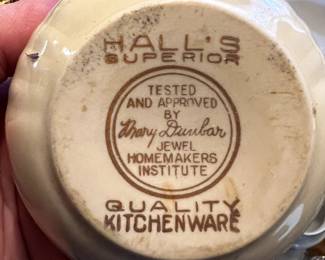 HALL'S
SUPERIOR
TESTED
AND APPROVED
BY
Mary Dunbar
JEWEL
HOMEMAKERS
INSTITUTE
QUALITY
KITCHENWARE